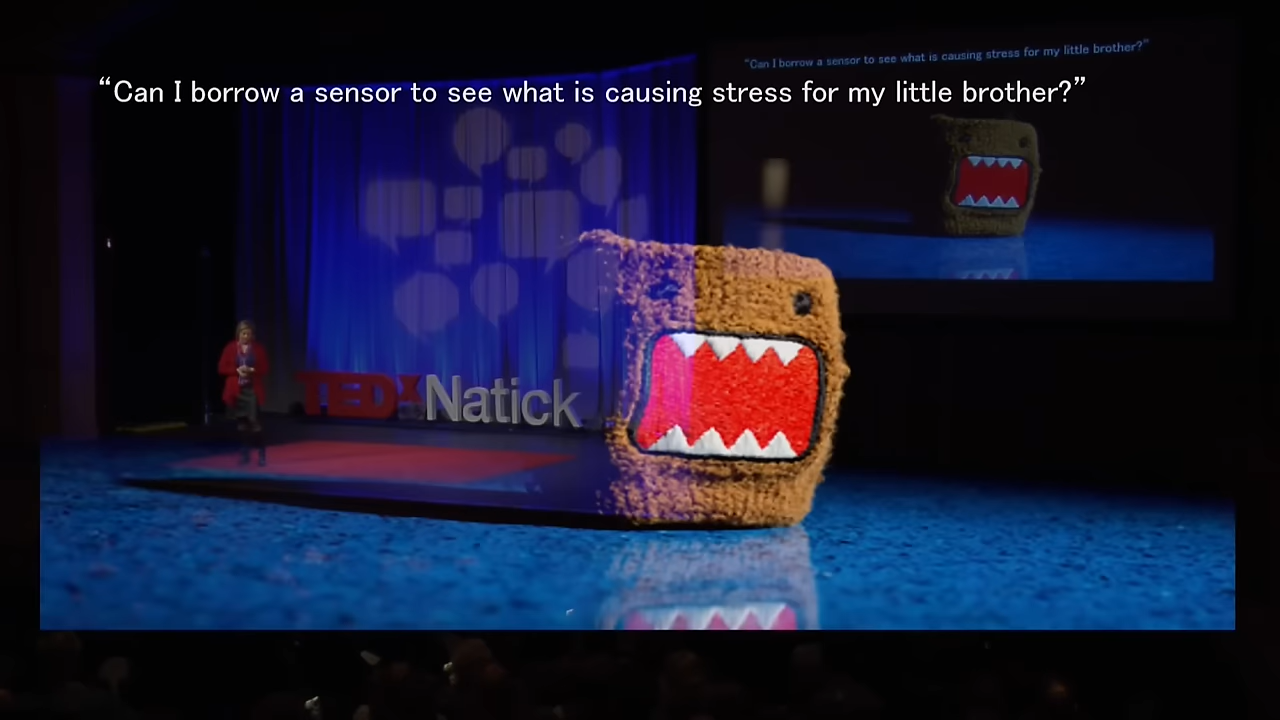 “Can I borrow a sensor to see what is causing stress for my little brother?”
“Can I borrow a sensor to see what is causing stress for my little brother?”
TEDxNatick